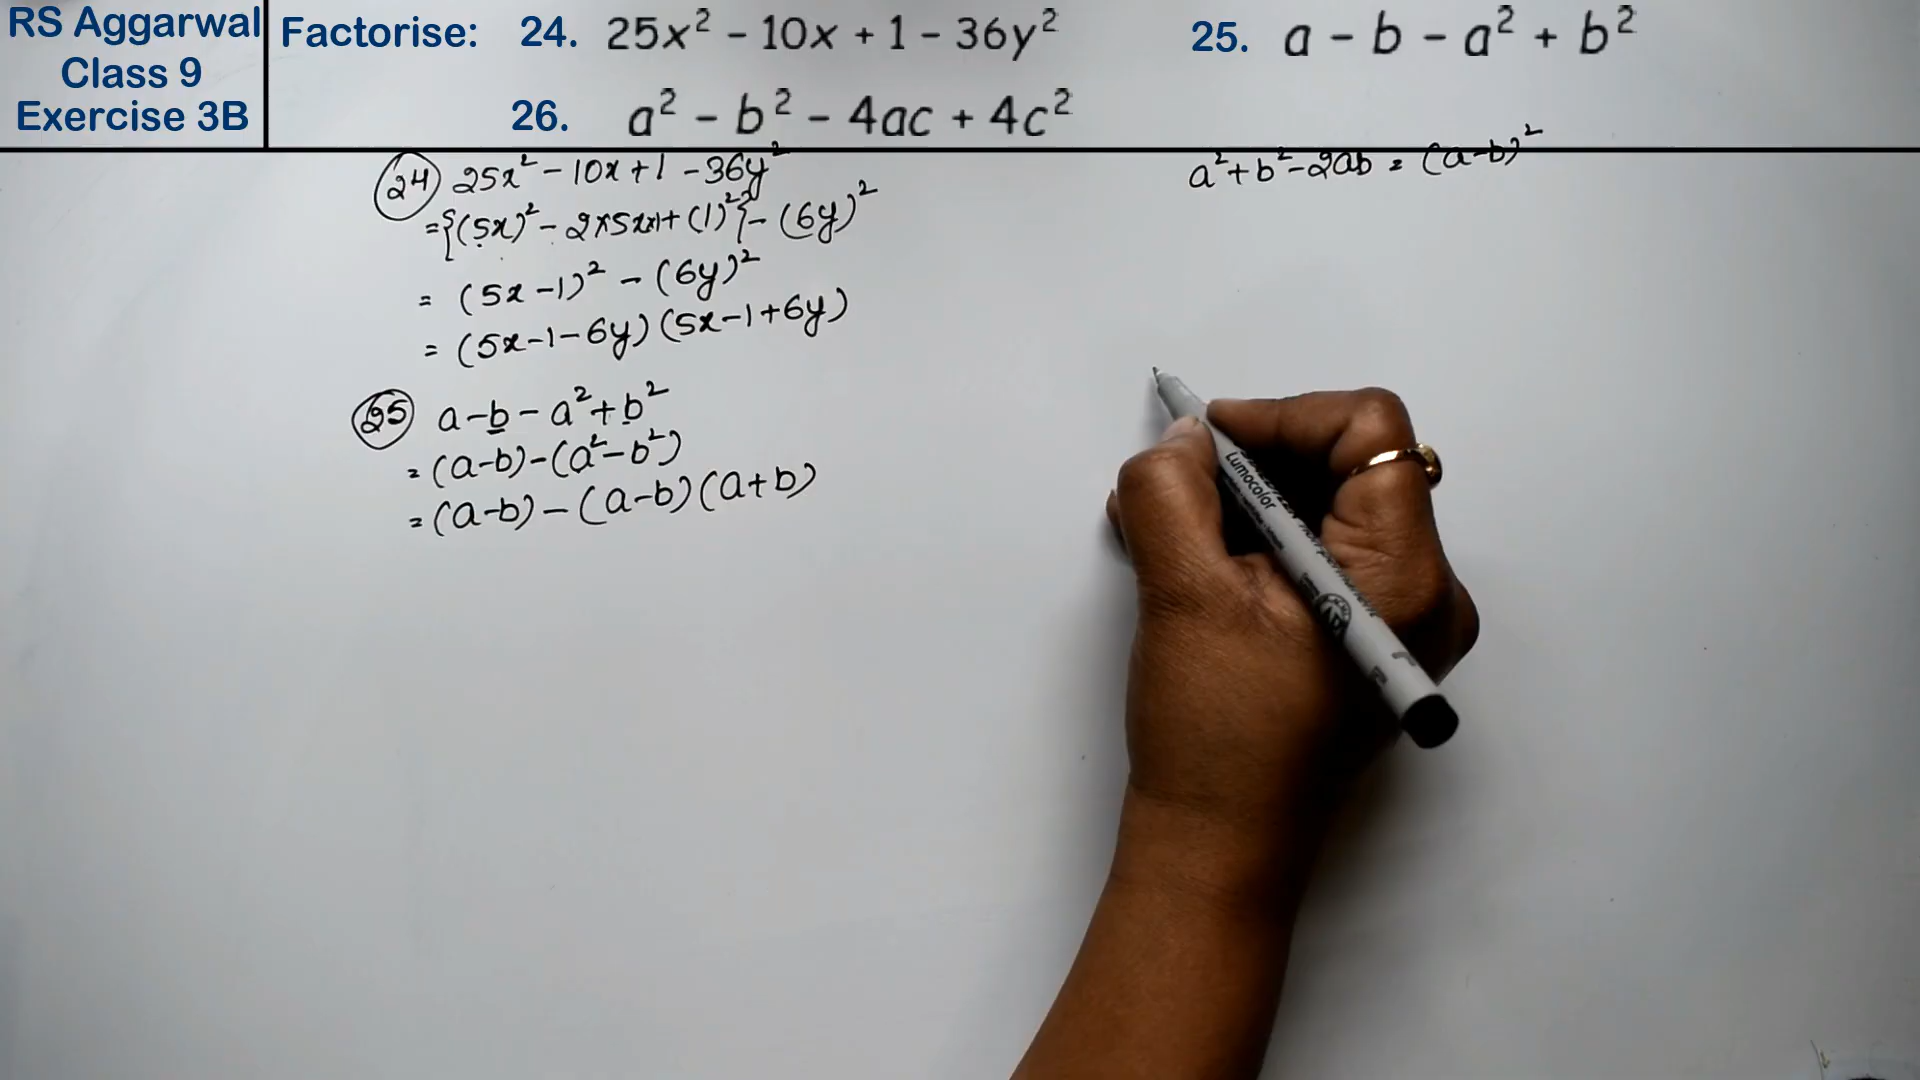 RS Aggarwal
Class 9
Exercise 3B
Factorise: 24. 25x² - 10x + 1 - 36y² 25. a - b - a² + b²
26. a² - b² - 4ac + 4c²
a²+b²-2ab = (a-b)²
24 25x² - 10x + 1 - 36y²
= {(5x)² - 2×5x×1 + (1)²} - (6y)²
= (5x - 1)² - (6y)²
= (5x - 1 - 6y) (5x - 1 + 6y)
25 a - b - a² + b²
= (a-b) - (a² - b²)
= (a-b) - (a-b) (a+b)
Lumocolor